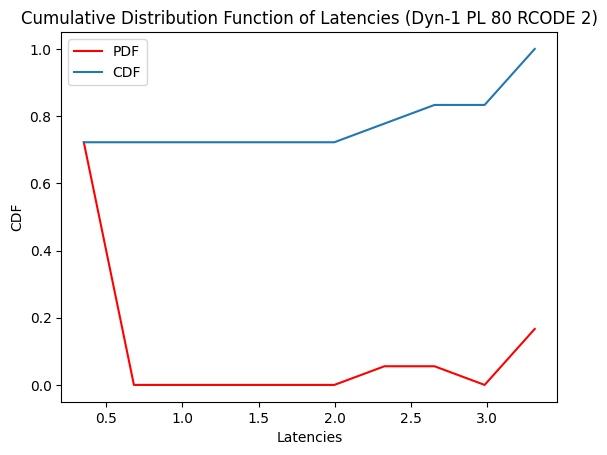 Cumulative Distribution Function of Latencies (Dyn-1 PL 80 RCODE 2)
PDF
CDF
CDF
1.0
0.8
0.6
0.4
0.2
0.0
0.5
1.0
1.5
2.0
2.5
3.0
Latencies